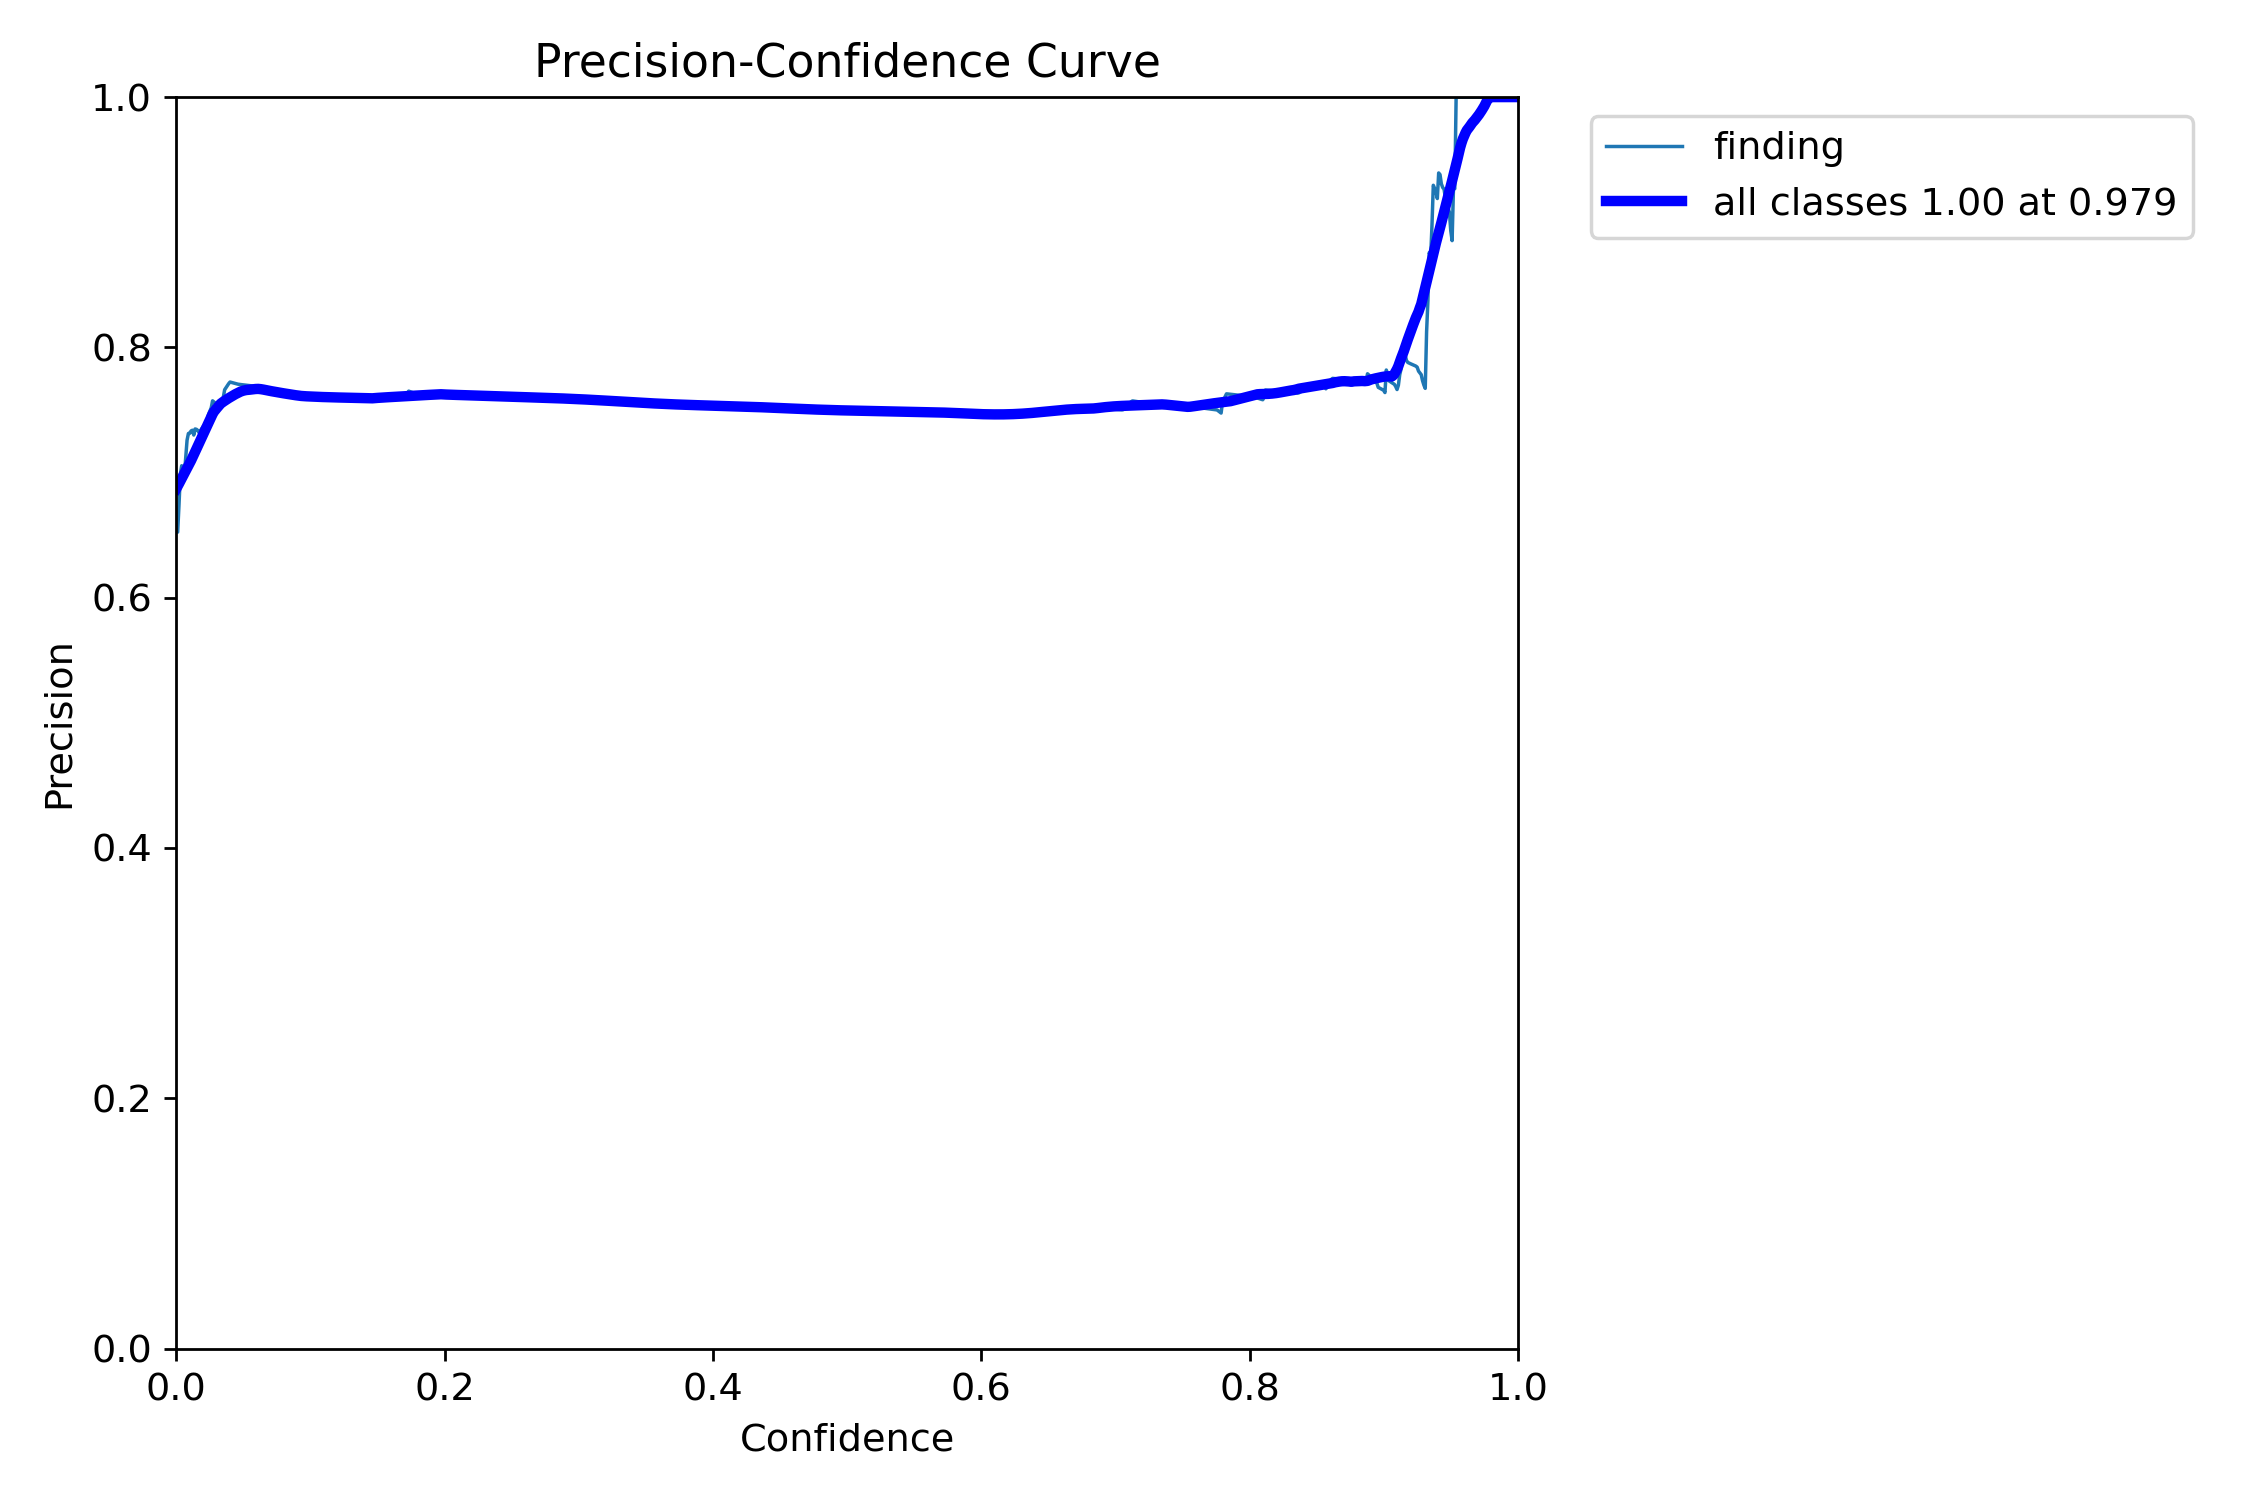 Precision-Confidence Curve
1.0
0.8
0.6
0.4
0.2
0.0
Precision
0.0 0.2 0.4 0.6 0.8 1.0
Confidence
finding
all classes 1.00 at 0.979